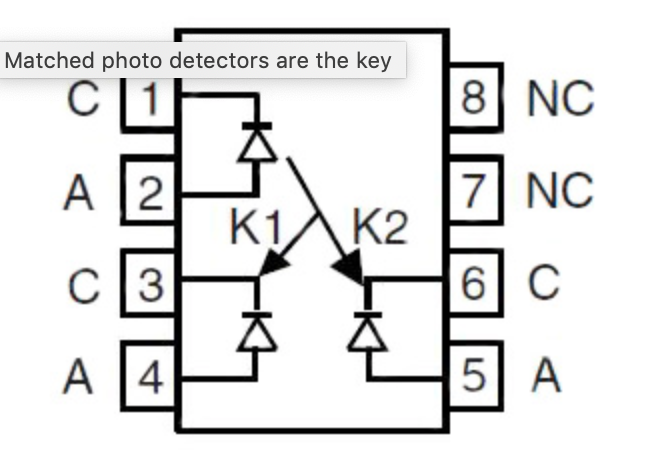 Matched photo detectors are the key
C 1 8 NC
A 2 7 NC
K1 K2
C 3 6 C
A 4 5 A